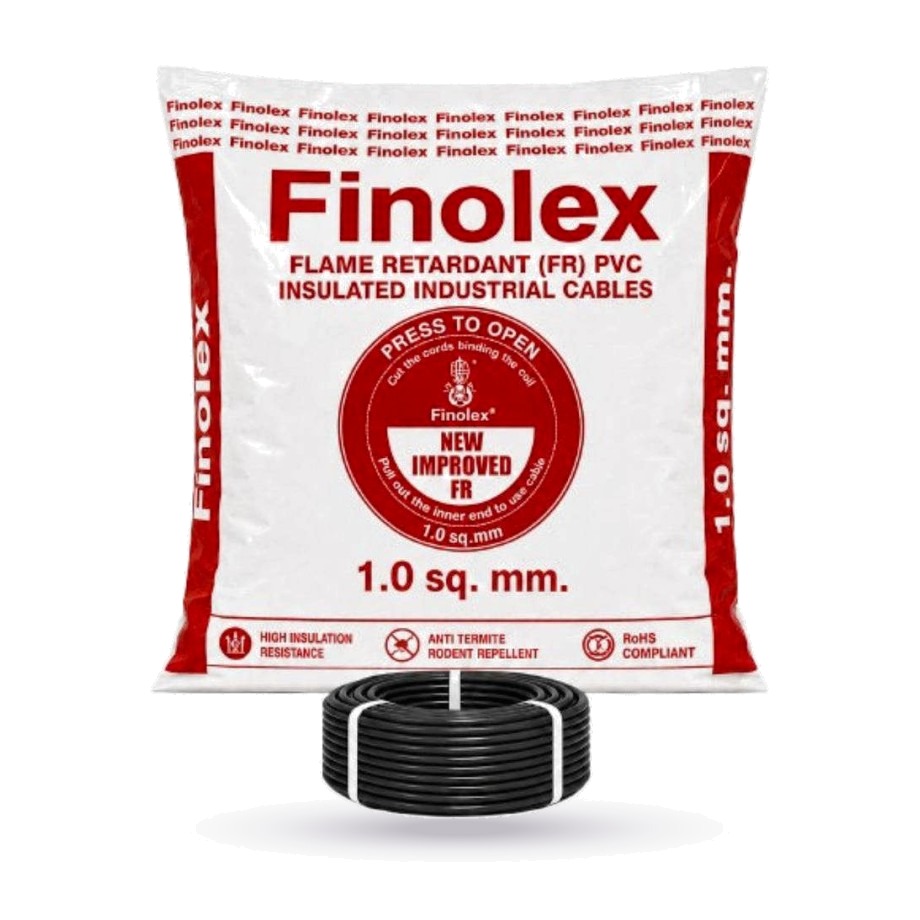 Finolex Finolex Finolex Finolex Finolex Finolex Finolex Finolex Finolex
Finolex Finolex Finolex Finolex Finolex Finolex Finolex Finolex Finolex
Finolex Finolex Finolex Finolex Finolex Finolex Finolex Finolex Finolex
Finolex
FLAME RETARDANT (FR) PVC
INSULATED INDUSTRIAL CABLES
Finolex
1.0 sq. mm.
PRESS TO OPEN
Cut the cords binding the coil
Finolex®
NEW
IMPROVED
FR
Pull out the inner end to use cable
1.0 sq.mm
1.0 sq. mm.
HIGH INSULATION
RESISTANCE
ANTI TERMITE
RODENT REPELLENT
RoHS
COMPLIANT